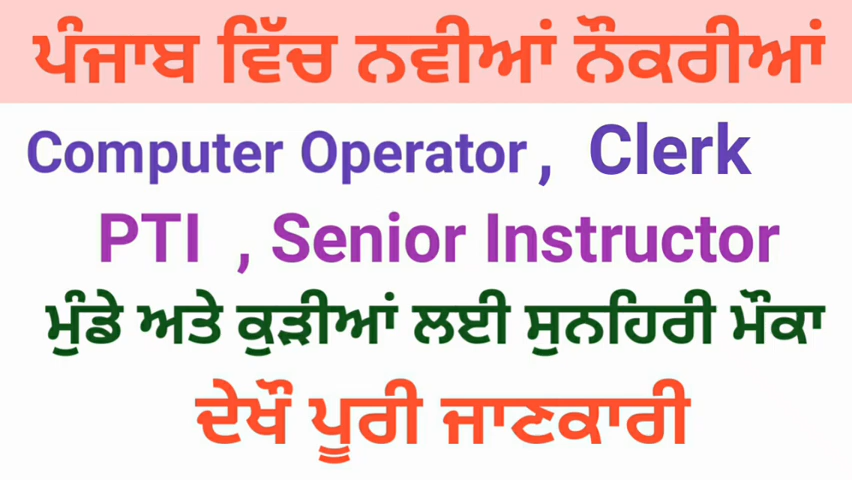 ਪੰਜਾਬ ਵਿੱਚ ਨਵੀਆਂ ਨੌਕਰੀਆਂ
Computer Operator, Clerk
PTI , Senior Instructor
ਮੁੰਡੇ ਅਤੇ ਕੁੜੀਆਂ ਲਈ ਸੁਨਹਿਰੀ ਮੌਕਾ
ਦੇਖੌ ਪੂਰੀ ਜਾਣਕਾਰੀ